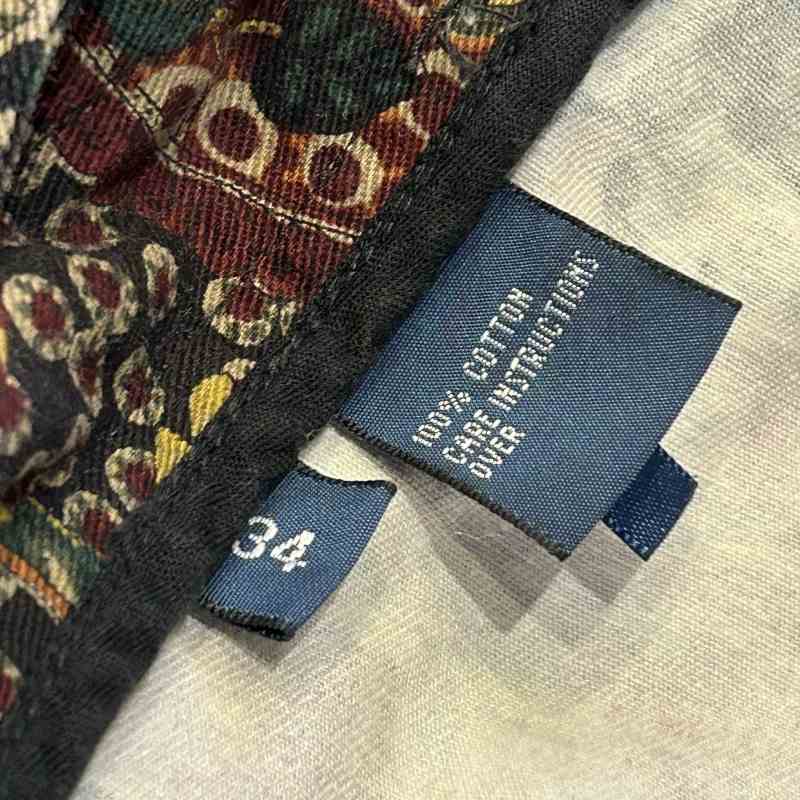 100% COTTON
CARE INSTRUCTIONS
OVER
34